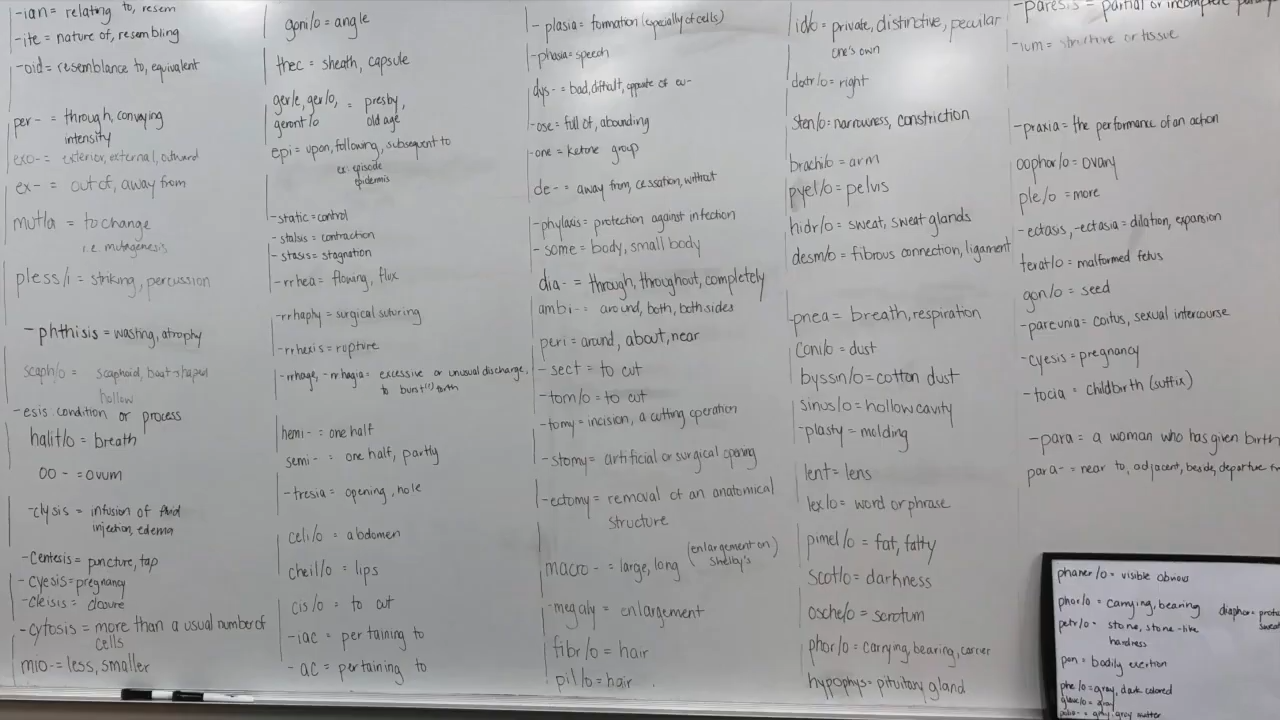 -ian = relating to, resem
-ite = nature of, resembling
-oid = resemblance to, equivalent
per- = through, conveying
intensity
exo- = exterior, external, outward
ex- = out of, away from
mut/a = to change
i.e. mutagenesis
pless/i = striking, percussion
-phthisis = wasting, atrophy
scaph/o = scaphoid, boat-shaped
hollow
-esis condition or process
halit/o = breath
oo- = ovum
-clysis = infusion of fluid
injection, edema
-centesis = puncture, tap
-cyesis = pregnancy
-cleisis = closure
-cytosis = more than a usual number of
cells
mio- = less, smaller
goni/o = angle
thec = sheath, capsule
ger/e, ger/o, = presby,
geront/o old age
epi = upon, following, subsequent to
ex: episode
epidermis
-static = control
-stalsis = contraction
-stasis = stagnation
-rrhea = flowing, flux
-rrhaphy = surgical suturing
-rrhexis = rupture
-rrhage, -rrhagia = excessive or unusual discharge,
to burst forth
hemi- = one half
semi- = one half, partly
-tresia = opening, hole
celi/o = abdomen
cheil/o = lips
cis/o = to cut
-iac = pertaining to
-ac = pertaining to
-plasia = formation (especially of cells)
-phasia = speech
dys- = bad, difficult, opposite of eu-
-ose = full of, abounding
-one = ketone group
de- = away from, cessation, without
-phylaxis = protection against infection
-some = body, small body
dia- = through, throughout, completely
ambi- = around, both, both sides
peri = around, about, near
-sect = to cut
-tom/o = to cut
-tomy = incision, a cutting operation
-stomy = artificial or surgical opening
-ectomy = removal of an anatomical
structure
macro- = large, long (enlargement on)
Shelby's
-megaly = enlargement
fibr/o = hair
pil/o = hair
idi/o = private, distinctive, peculiar
one's own
dextr/o = right
sten/o = narrowness, constriction
brachi/o = arm
pyel/o = pelvis
hidr/o = sweat, sweat glands
desm/o = fibrous connection, ligament
-pnea = breath, respiration
coni/o = dust
byssin/o = cotton dust
sinus/o = hollow cavity
-plasty = molding
lent = lens
lex/o = word or phrase
pimel/o = fat, fatty
scot/o = darkness
osche/o = scrotum
phor/o = carrying, bearing, carrier
hypophys = pituitary gland
-paresis = partial or incomplete
-ium = structure or tissue
-praxia = the performance of an action
oophor/o = ovary
ple/o = more
-ectasis, -ectasia = dilation, expansion
terat/o = malformed fetus
gon/o = seed
-pareunia = coitus, sexual intercourse
-cyesis = pregnancy
-tocia = childbirth (suffix)
-para = a woman who has given birth
para- = near to, adjacent, beside, departure
phaner/o = visible obvious
phor/o = carrying, bearing
petr/o = stone, stone-like
hardness
pon = bodily exertion
phe/o = gray, dark colored
glauc/o = gray
polio- = gray, gray matter